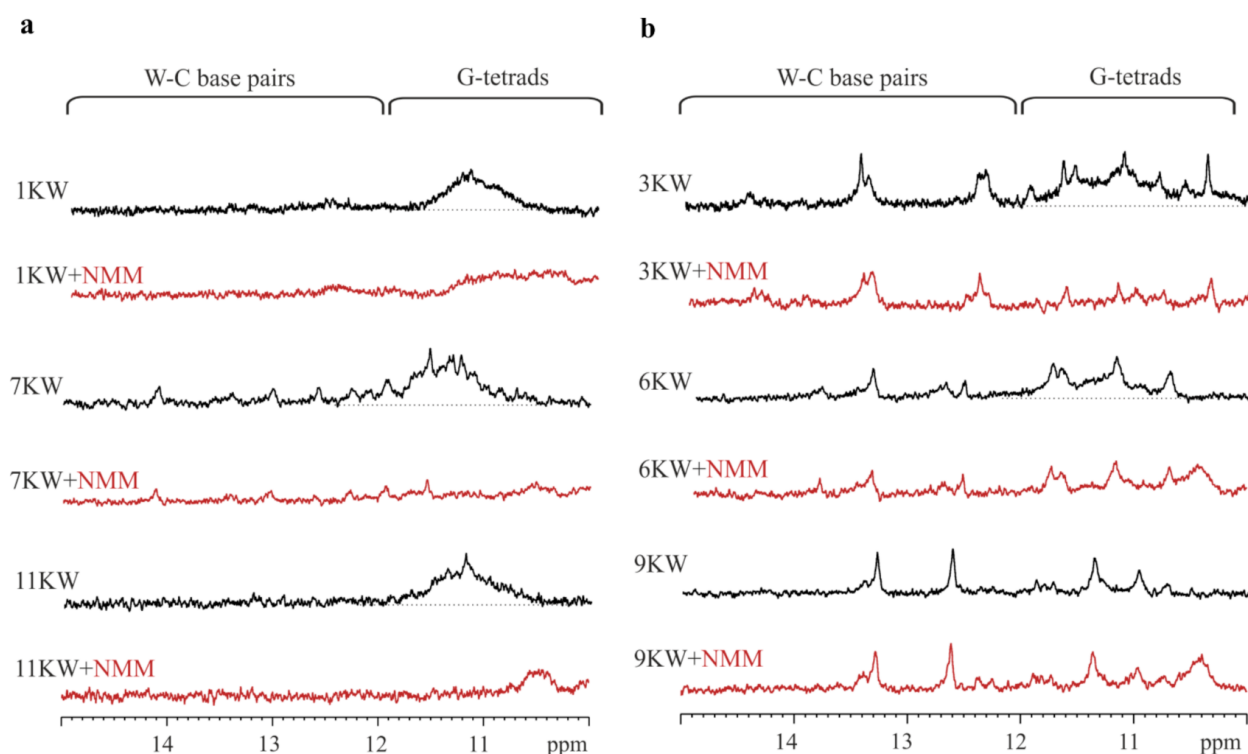 a
W-C base pairs
G-tetrads
1KW
1KW+NMM
7KW
7KW+NMM
11KW
11KW+NMM
14 13 12 11 ppm
b
W-C base pairs
G-tetrads
3KW
3KW+NMM
6KW
6KW+NMM
9KW
9KW+NMM
14 13 12 11 ppm